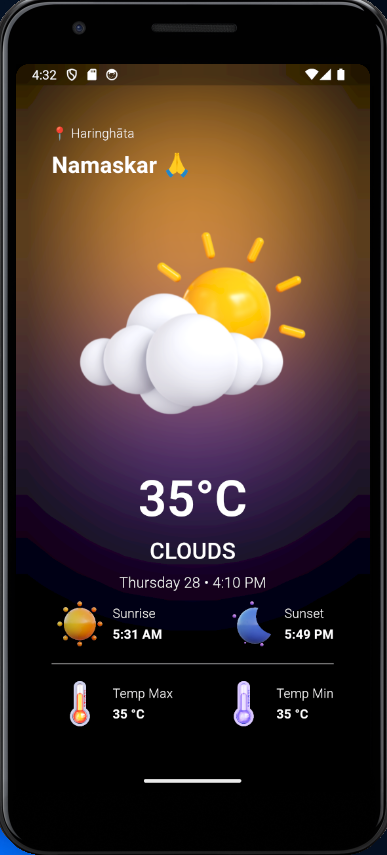 4:32
📍 Haringhāta
Namaskar 🙏
35°C
CLOUDS
Thursday 28 • 4:10 PM
Sunrise
5:31 AM
Sunset
5:49 PM
Temp Max
35 °C
Temp Min
35 °C